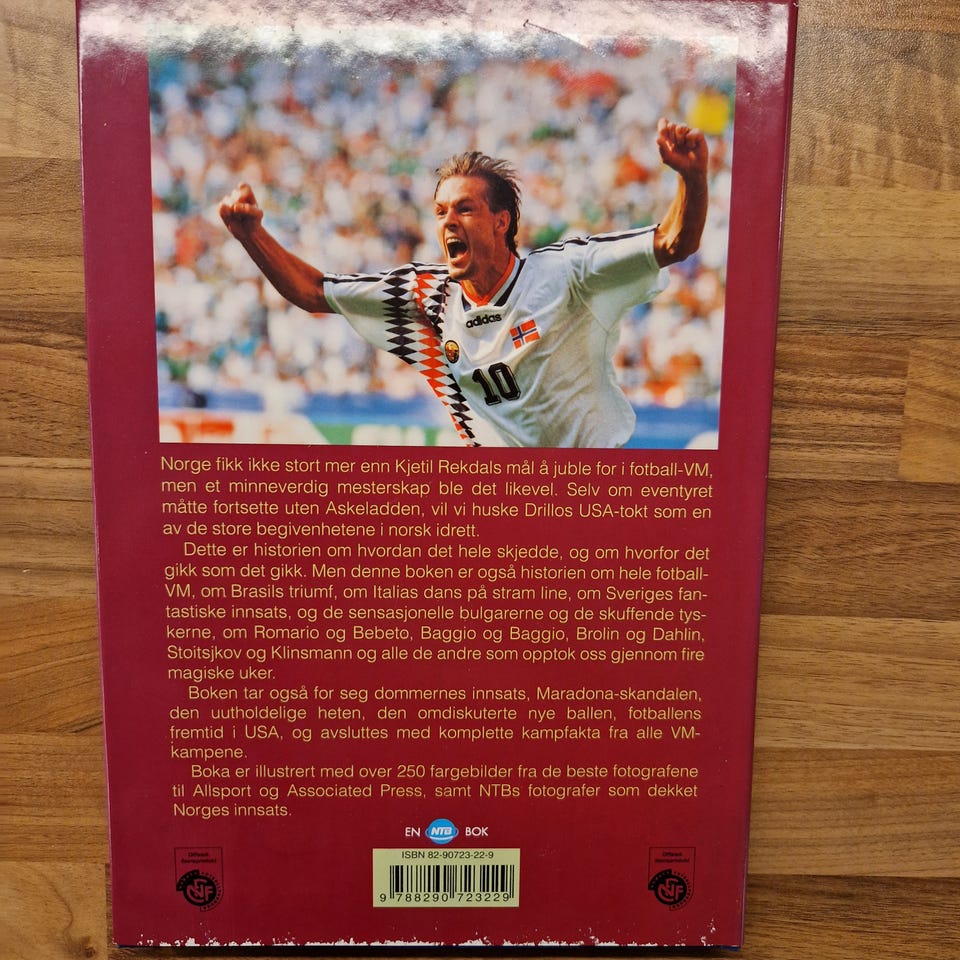 adidas
10
Norge fikk ikke stort mer enn Kjetil Rekdals mål å juble for i fotball-VM,
men et minneverdig mesterskap ble det likevel. Selv om eventyret
måtte fortsette uten Askeladden, vil vi huske Drillos USA-tokt som en
av de store begivenhetene i norsk idrett.
Dette er historien om hvordan det hele skjedde, og om hvorfor det
gikk som det gikk. Men denne boken er også historien om hele fotball-
VM, om Brasils triumf, om Italias dans på stram line, om Sveriges fan-
tastiske innsats, og de sensasjonelle bulgarerne og de skuffende tys-
kerne, om Romario og Bebeto, Baggio og Baggio, Brolin og Dahlin,
Stoitsjkov og Klinsmann og alle de andre som opptok oss gjennom fire
magiske uker.
Boken tar også for seg dommernes innsats, Maradona-skandalen,
den uutholdelige heten, den omdiskuterte nye ballen, fotballens
fremtid i USA, og avsluttes med komplette kampfakta fra alle VM-
kampene.
Boka er illustrert med over 250 fargebilder fra de beste fotografene
til Allsport og Associated Press, samt NTBs fotografer som dekket
Norges innsats.
EN NTB BOK
ISBN 82-90723-22-9
9 788290 723229
NFF
NFF